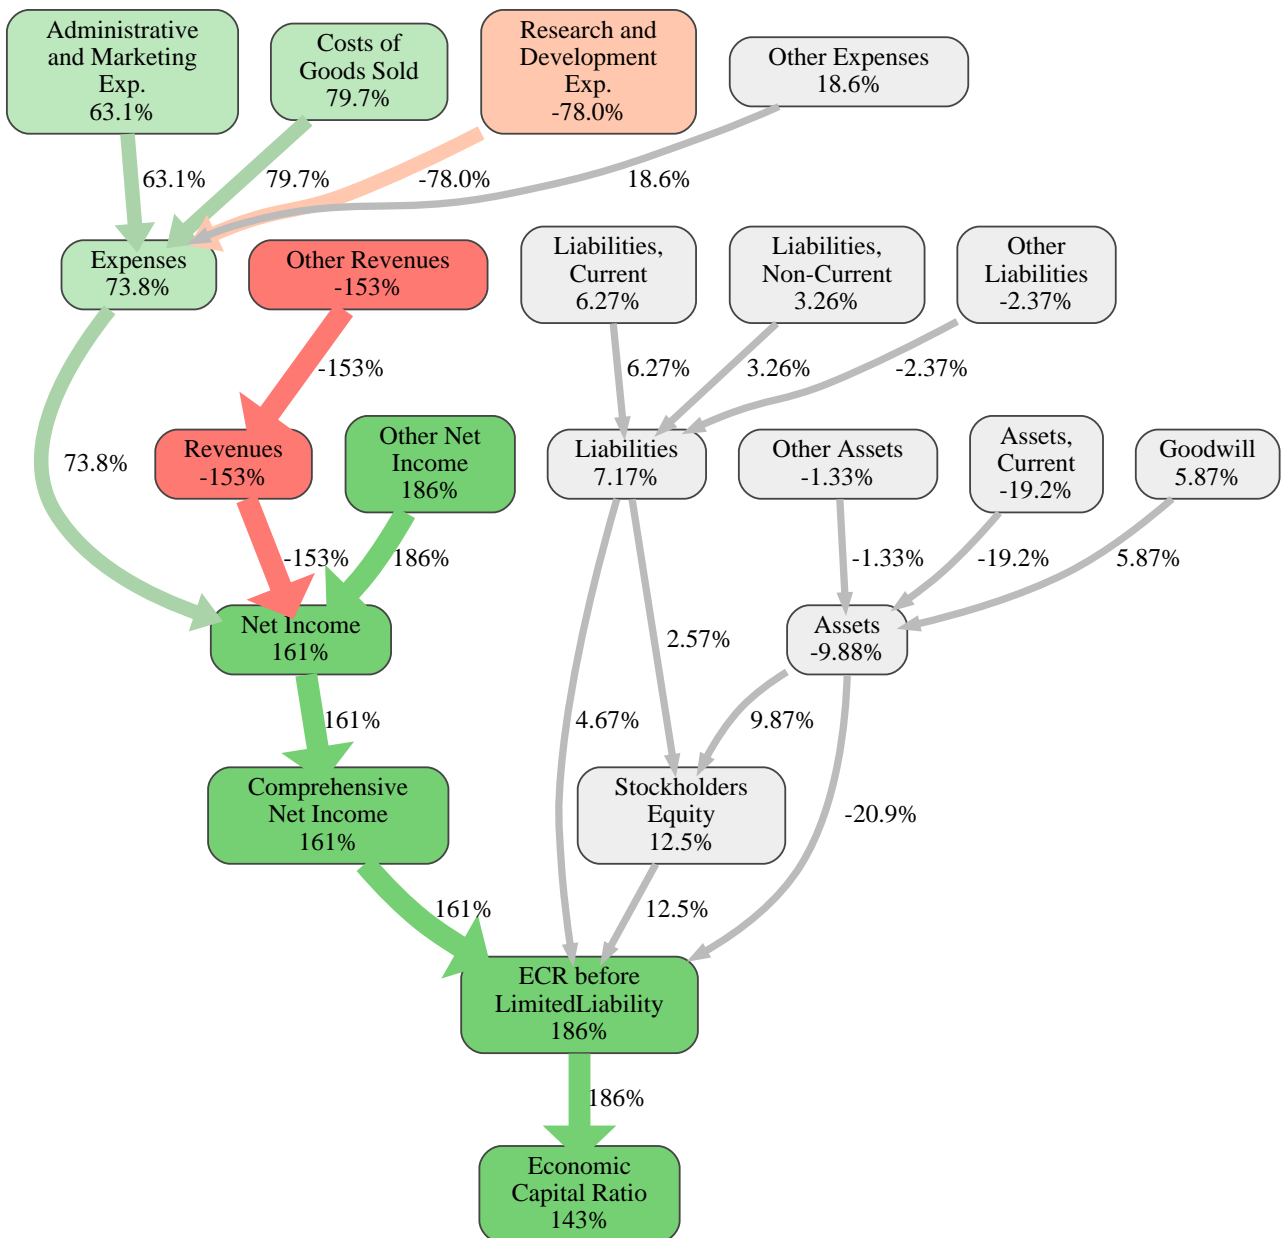 Administrative
and Marketing
Exp.
63.1%
Costs of
Goods Sold
79.7%
Research and
Development
Exp.
-78.0%
Other Expenses
18.6%
63.1%
79.7%
-78.0%
18.6%
Expenses
73.8%
Other Revenues
-153%
Liabilities,
Current
6.27%
Liabilities,
Non-Current
3.26%
Other
Liabilities
-2.37%
-153%
6.27%
3.26%
-2.37%
73.8%
Revenues
-153%
Other Net
Income
186%
Liabilities
7.17%
Other Assets
-1.33%
Assets,
Current
-19.2%
Goodwill
5.87%
-153%
186%
-1.33%
-19.2%
5.87%
Net Income
161%
2.57%
Assets
-9.88%
161%
4.67%
9.87%
Comprehensive
Net Income
161%
Stockholders
Equity
12.5%
-20.9%
161%
12.5%
ECR before
LimitedLiability
186%
186%
Economic
Capital Ratio
143%